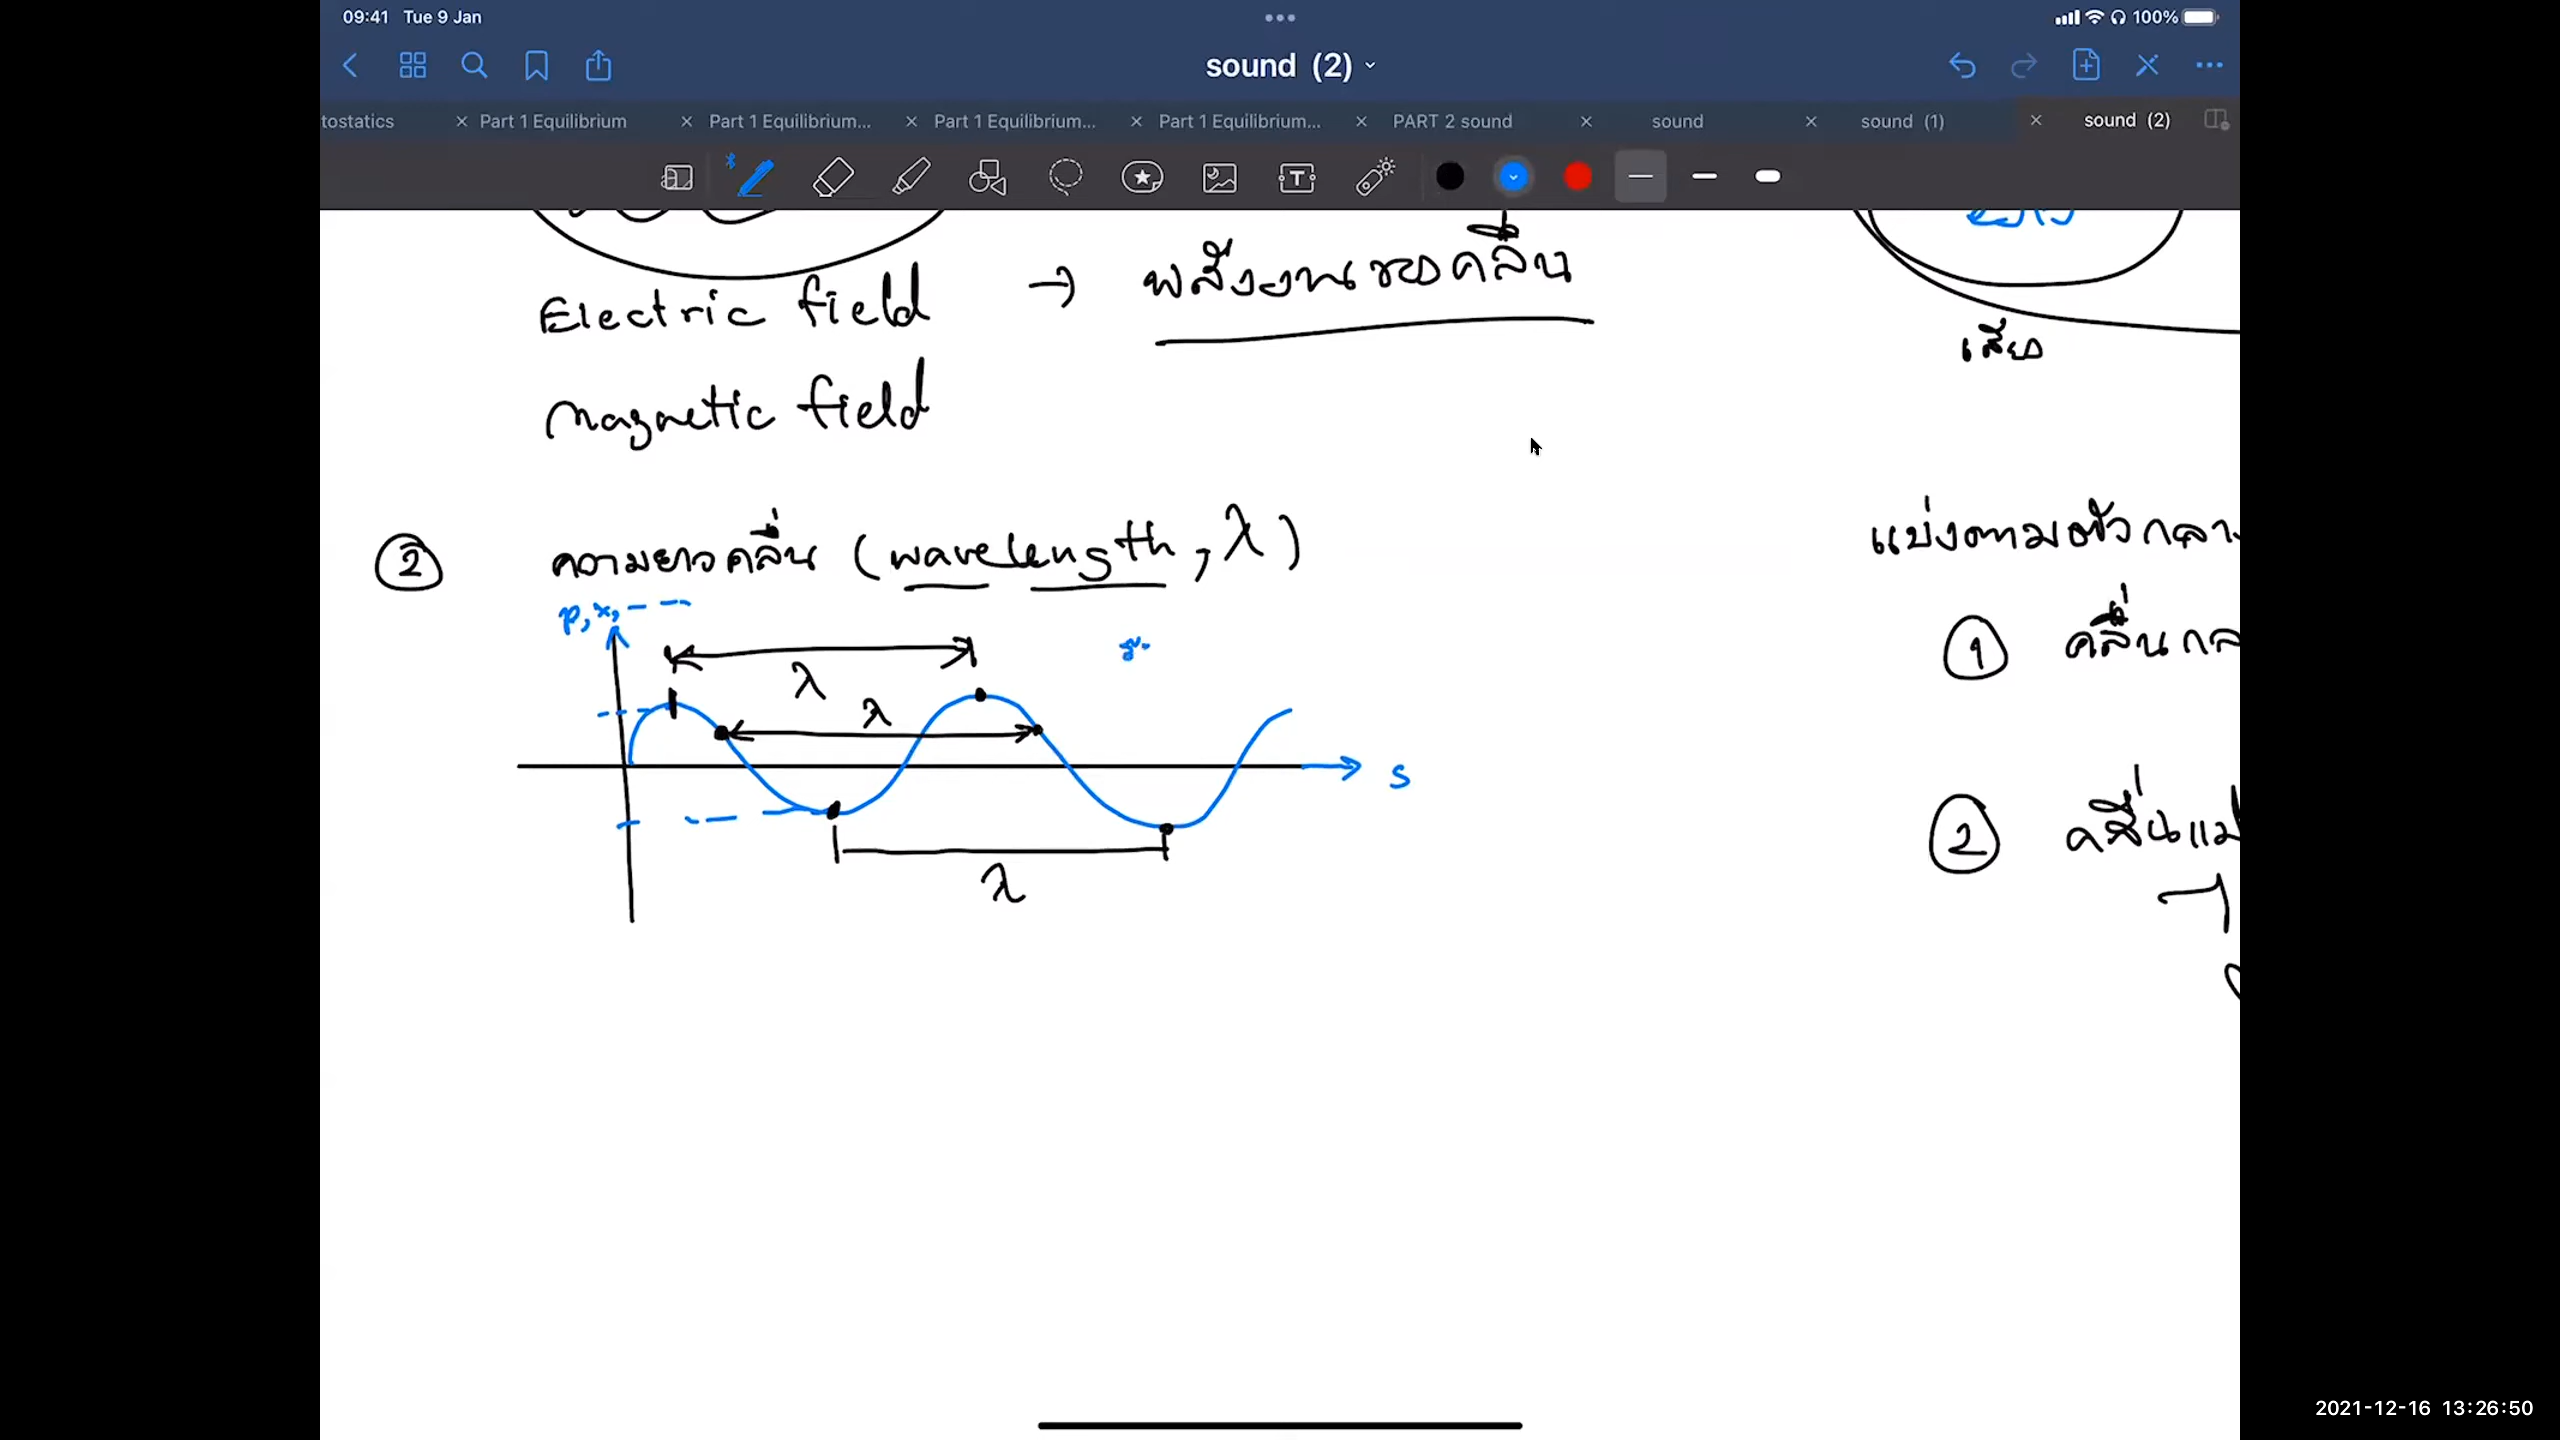 09:41 Tue 9 Jan
100%
sound (2)
tostatics
Part 1 Equilibrium
Part 1 Equilibrium...
Part 1 Equilibrium...
Part 1 Equilibrium...
PART 2 sound
sound
sound (1)
sound (2)
Electric field → พลังงานของคลื่น
magnetic field
เสียง
② ความยาวคลื่น (wavelength, λ)
p, x,
λ
λ
s
λ
แบ่งตามตัวกลาง
① คลื่นกล
② คลื่นแม่
2021-12-16 13:26:50